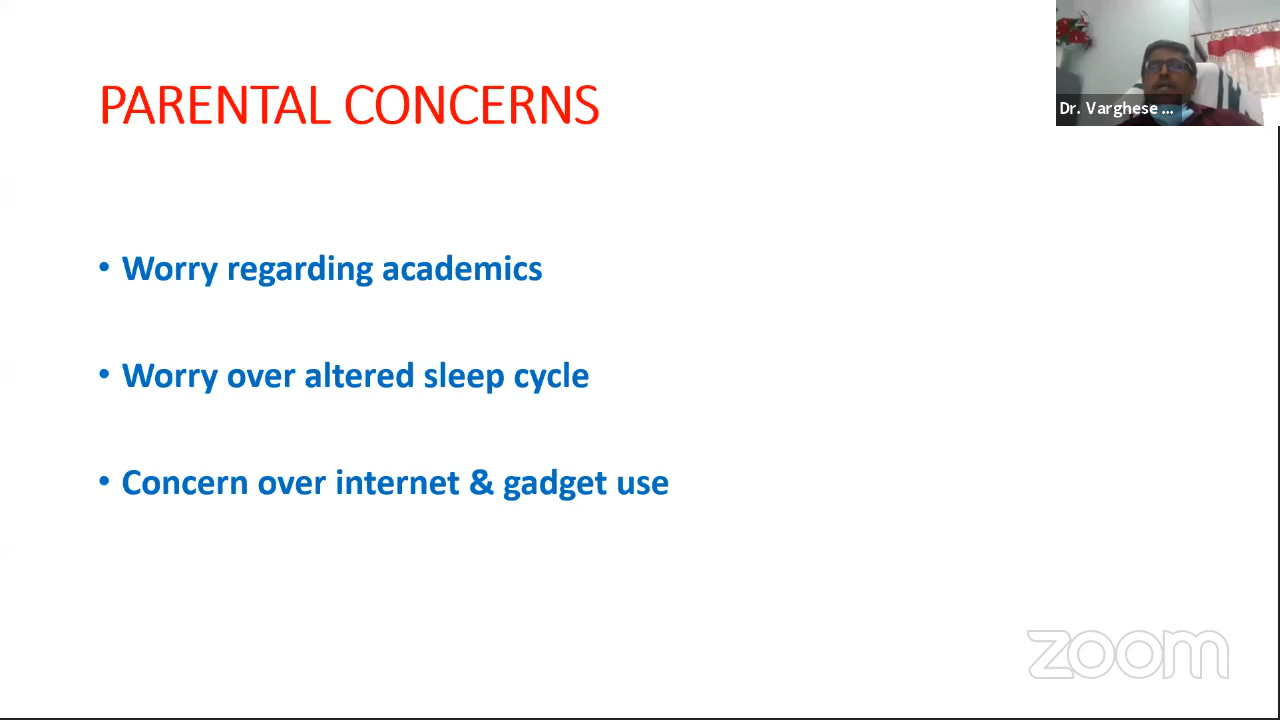 PARENTAL CONCERNS
Dr. Varghese ...
• Worry regarding academics
• Worry over altered sleep cycle
• Concern over internet & gadget use
zoom